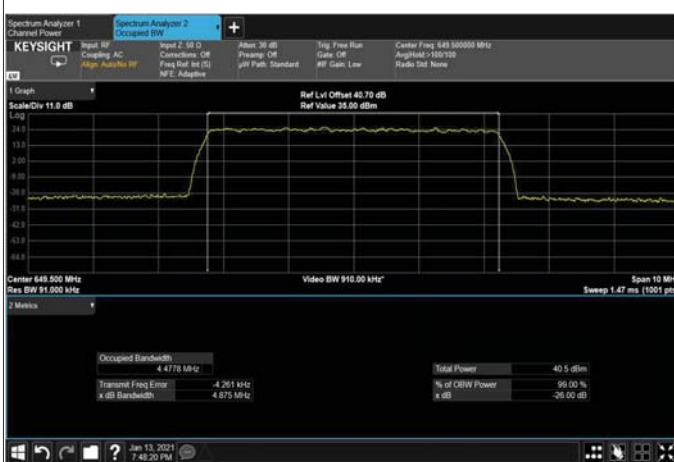 Spectrum Analyzer 1
Channel Power
Spectrum Analyzer 2
Occupied BW
KEYSIGHT
Input: RF
Coupling: AC
Align: Auto/No RF
Input Z: 50 Ω
Corrections: Off
Freq Ref: Int (S)
NFE: Adaptive
Atten: 36 dB
Preamp: Off
µW Path: Standard
Trig: Free Run
Gate: Off
#IF Gain: Low
Center Freq: 649.500000 MHz
Avg|Hold:>100/100
Radio Std: None
1 Graph
Scale/Div 11.0 dB
Ref Lvl Offset 40.70 dB
Ref Value 35.00 dBm
Log
24.0
13.0
2.00
-9.00
-20.0
-31.0
-42.0
-53.0
-64.0
Center 649.500 MHz
Res BW 91.000 kHz
Video BW 910.00 kHz*
Span 10 MH
Sweep 1.47 ms (1001 pts
2 Metrics
Occupied Bandwidth
4.4778 MHz
Transmit Freq Error -4.261 kHz
x dB Bandwidth 4.875 MHz
Total Power 40.5 dBm
% of OBW Power 99.00 %
x dB -26.00 dB
Jan 13, 2021
7:48:20 PM